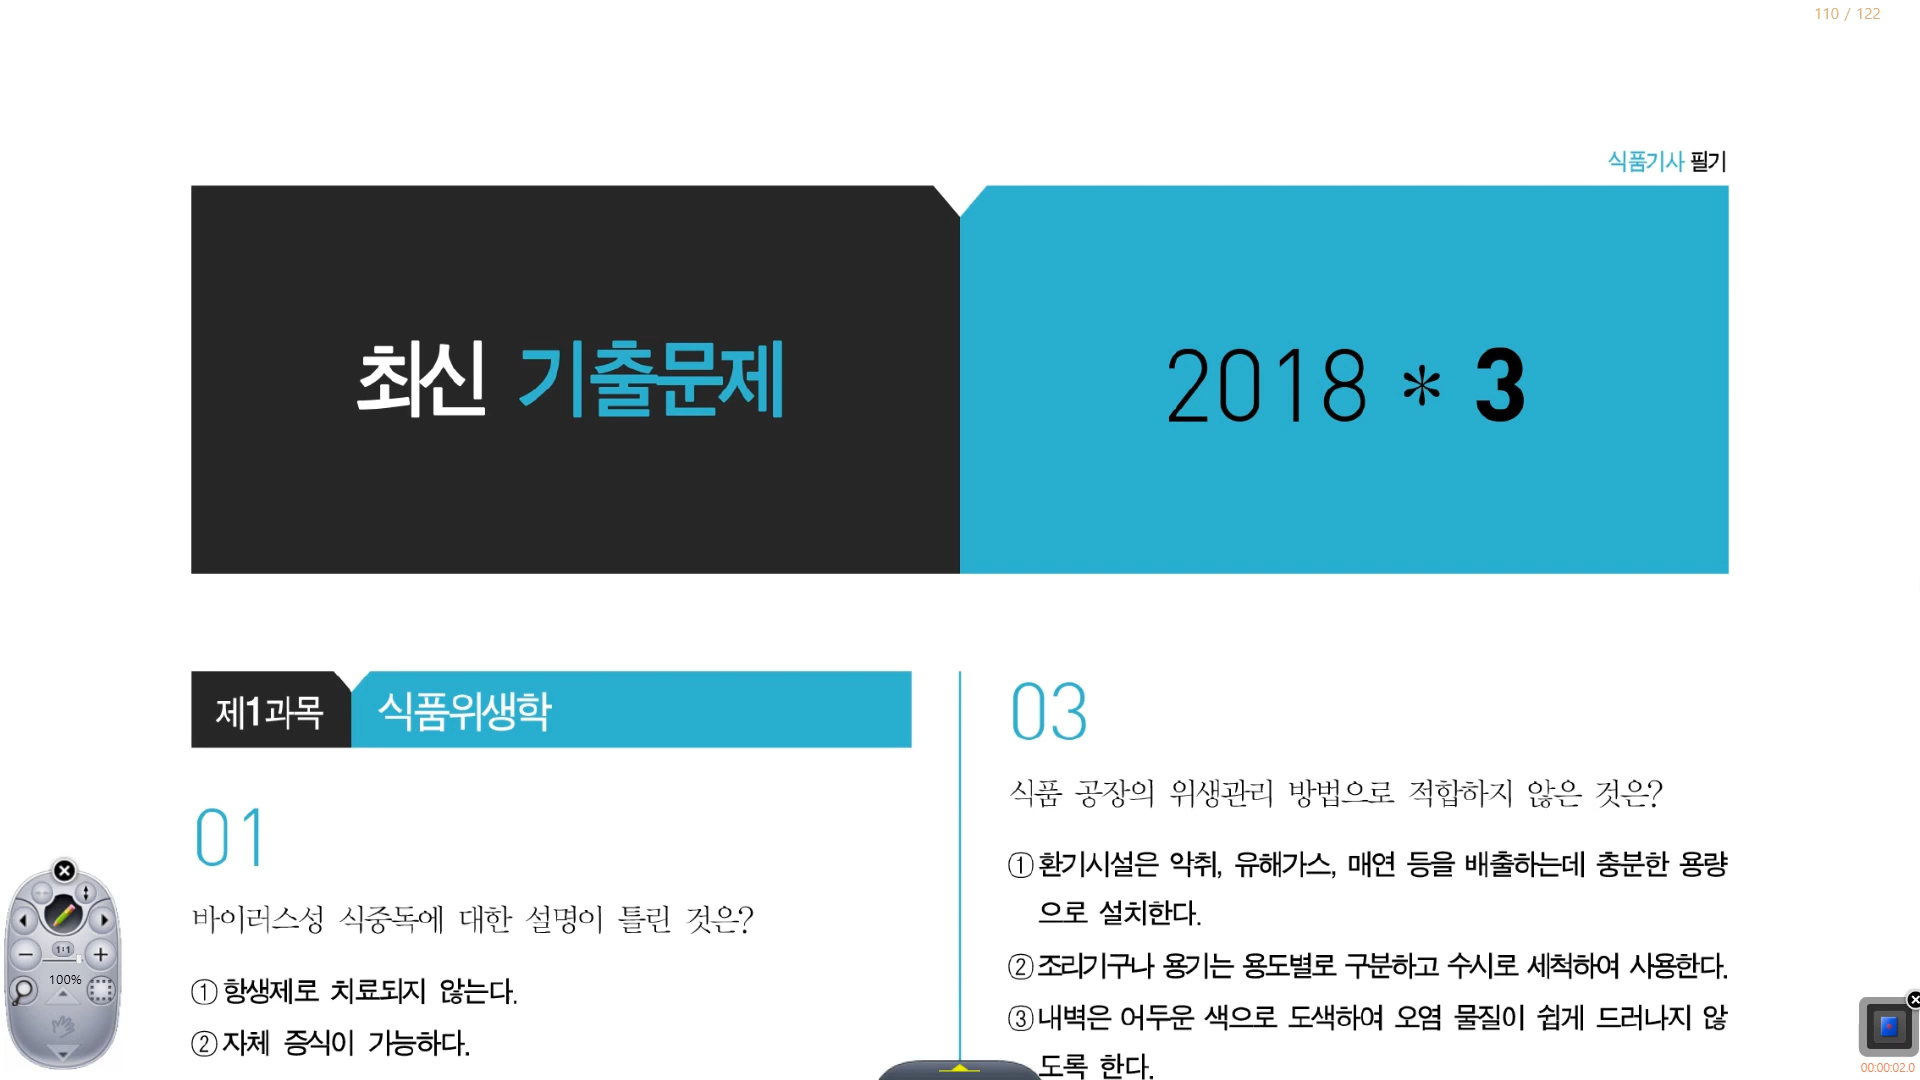 110 / 122
식품기사 필기
최신 기출문제
2018 * 3
제1과목 식품위생학
01
바이러스성 식중독에 대한 설명이 틀린 것은?
① 항생제로 치료되지 않는다.
② 자체 증식이 가능하다.
03
식품 공장의 위생관리 방법으로 적합하지 않은 것은?
① 환기시설은 악취, 유해가스, 매연 등을 배출하는데 충분한 용량
으로 설치한다.
② 조리기구나 용기는 용도별로 구분하고 수시로 세척하여 사용한다.
③ 내벽은 어두운 색으로 도색하여 오염 물질이 쉽게 드러나지 않
도록 한다.
1:1
100%
00:00:02.0